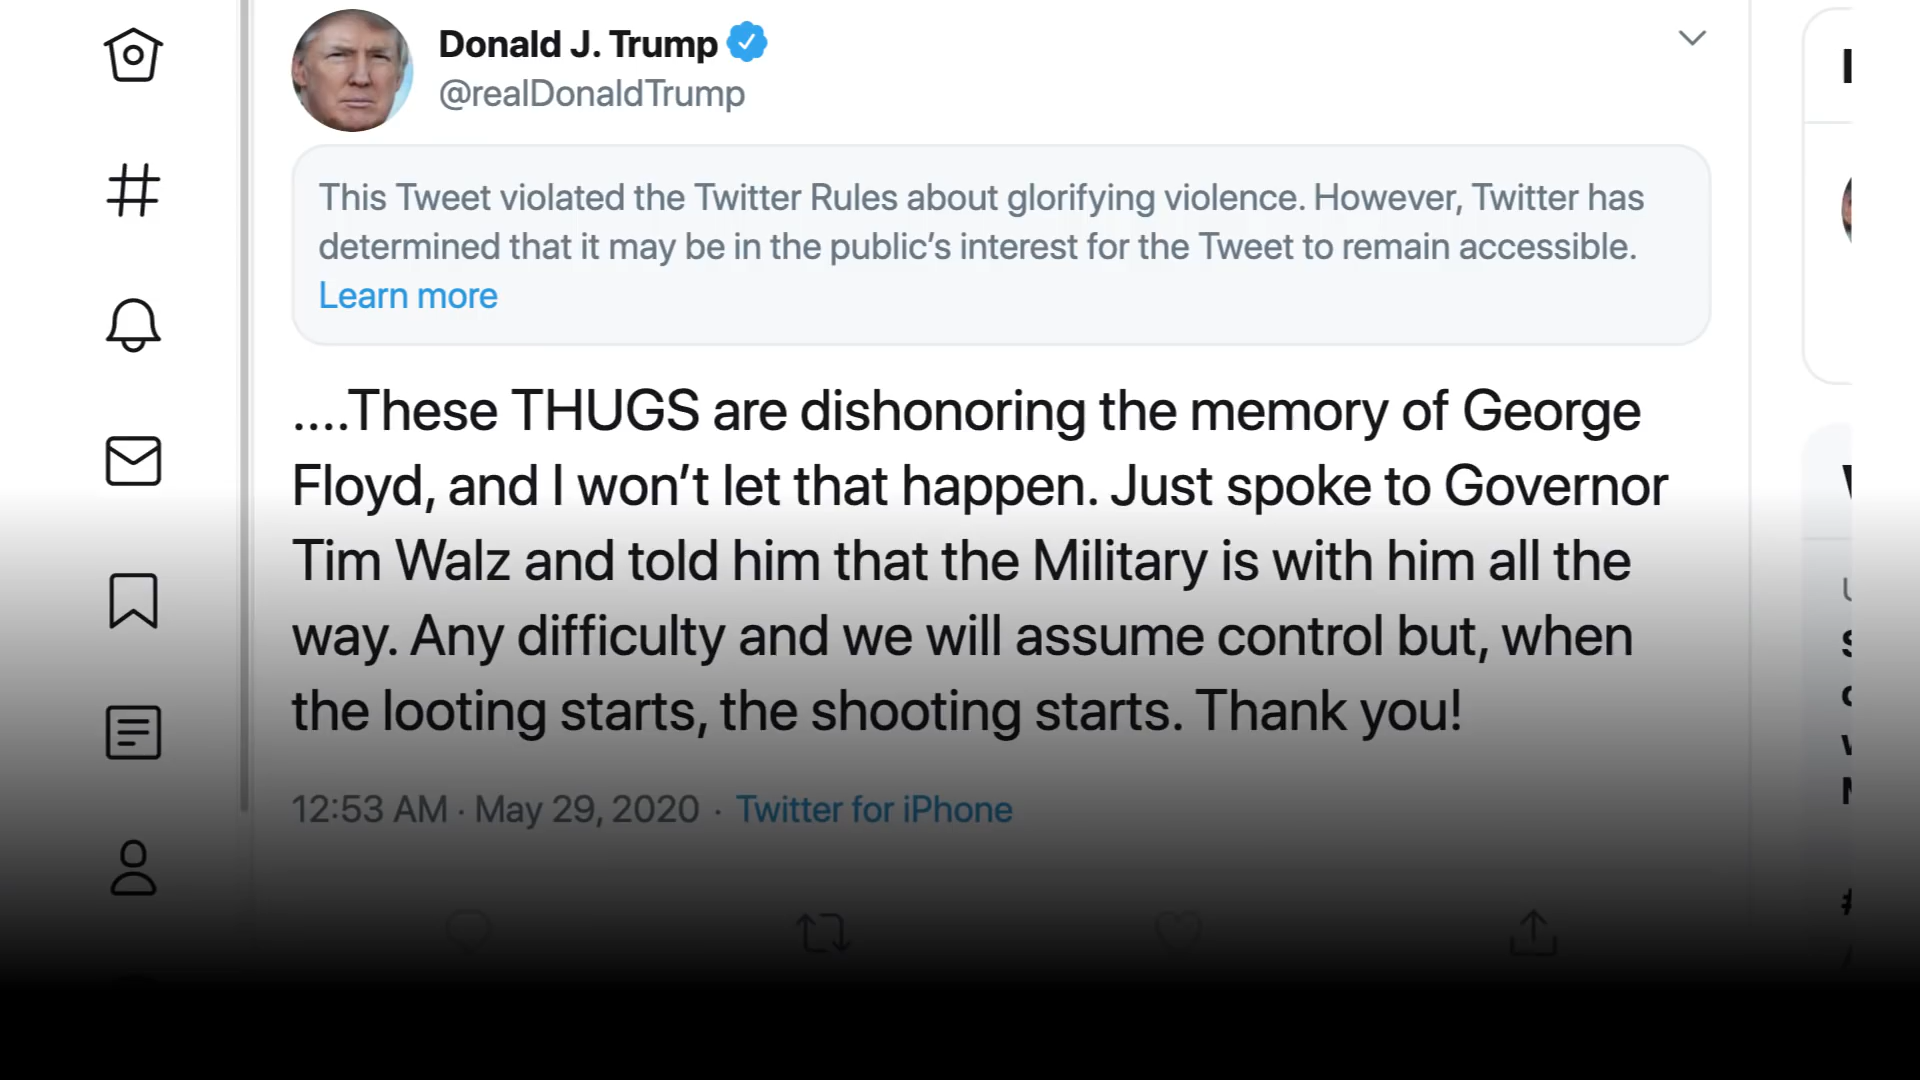 Donald J. Trump
@realDonaldTrump
This Tweet violated the Twitter Rules about glorifying violence. However, Twitter has
determined that it may be in the public’s interest for the Tweet to remain accessible.
Learn more
....These THUGS are dishonoring the memory of George
Floyd, and I won’t let that happen. Just spoke to Governor
Tim Walz and told him that the Military is with him all the
way. Any difficulty and we will assume control but, when
the looting starts, the shooting starts. Thank you!
12:53 AM · May 29, 2020 · Twitter for iPhone